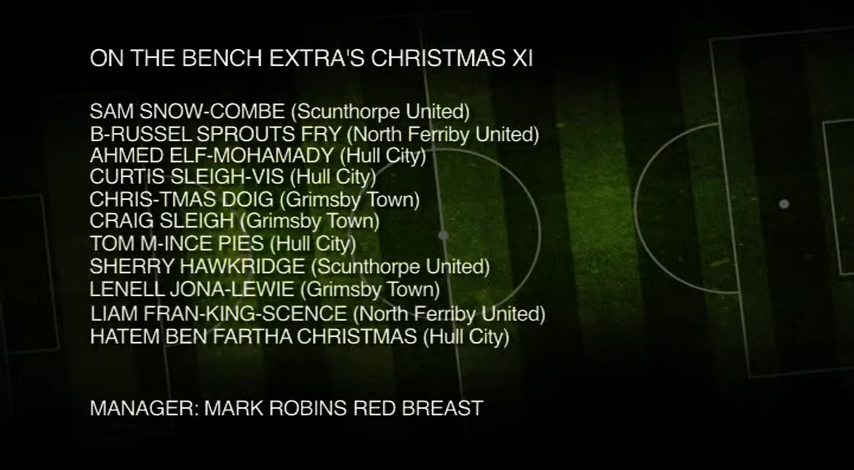 ON THE BENCH EXTRA'S CHRISTMAS XI
SAM SNOW-COMBE (Scunthorpe United)
B-RUSSEL SPROUTS FRY (North Ferriby United)
AHMED ELF-MOHAMADY (Hull City)
CURTIS SLEIGH-VIS (Hull City)
CHRIS-TMAS DOIG (Grimsby Town)
CRAIG SLEIGH (Grimsby Town)
TOM M-INCE PIES (Hull City)
SHERRY HAWKRIDGE (Scunthorpe United)
LENELL JONA-LEWIE (Grimsby Town)
LIAM FRAN-KING-SCENCE (North Ferriby United)
HATEM BEN FARTHA CHRISTMAS (Hull City)
MANAGER: MARK ROBINS RED BREAST